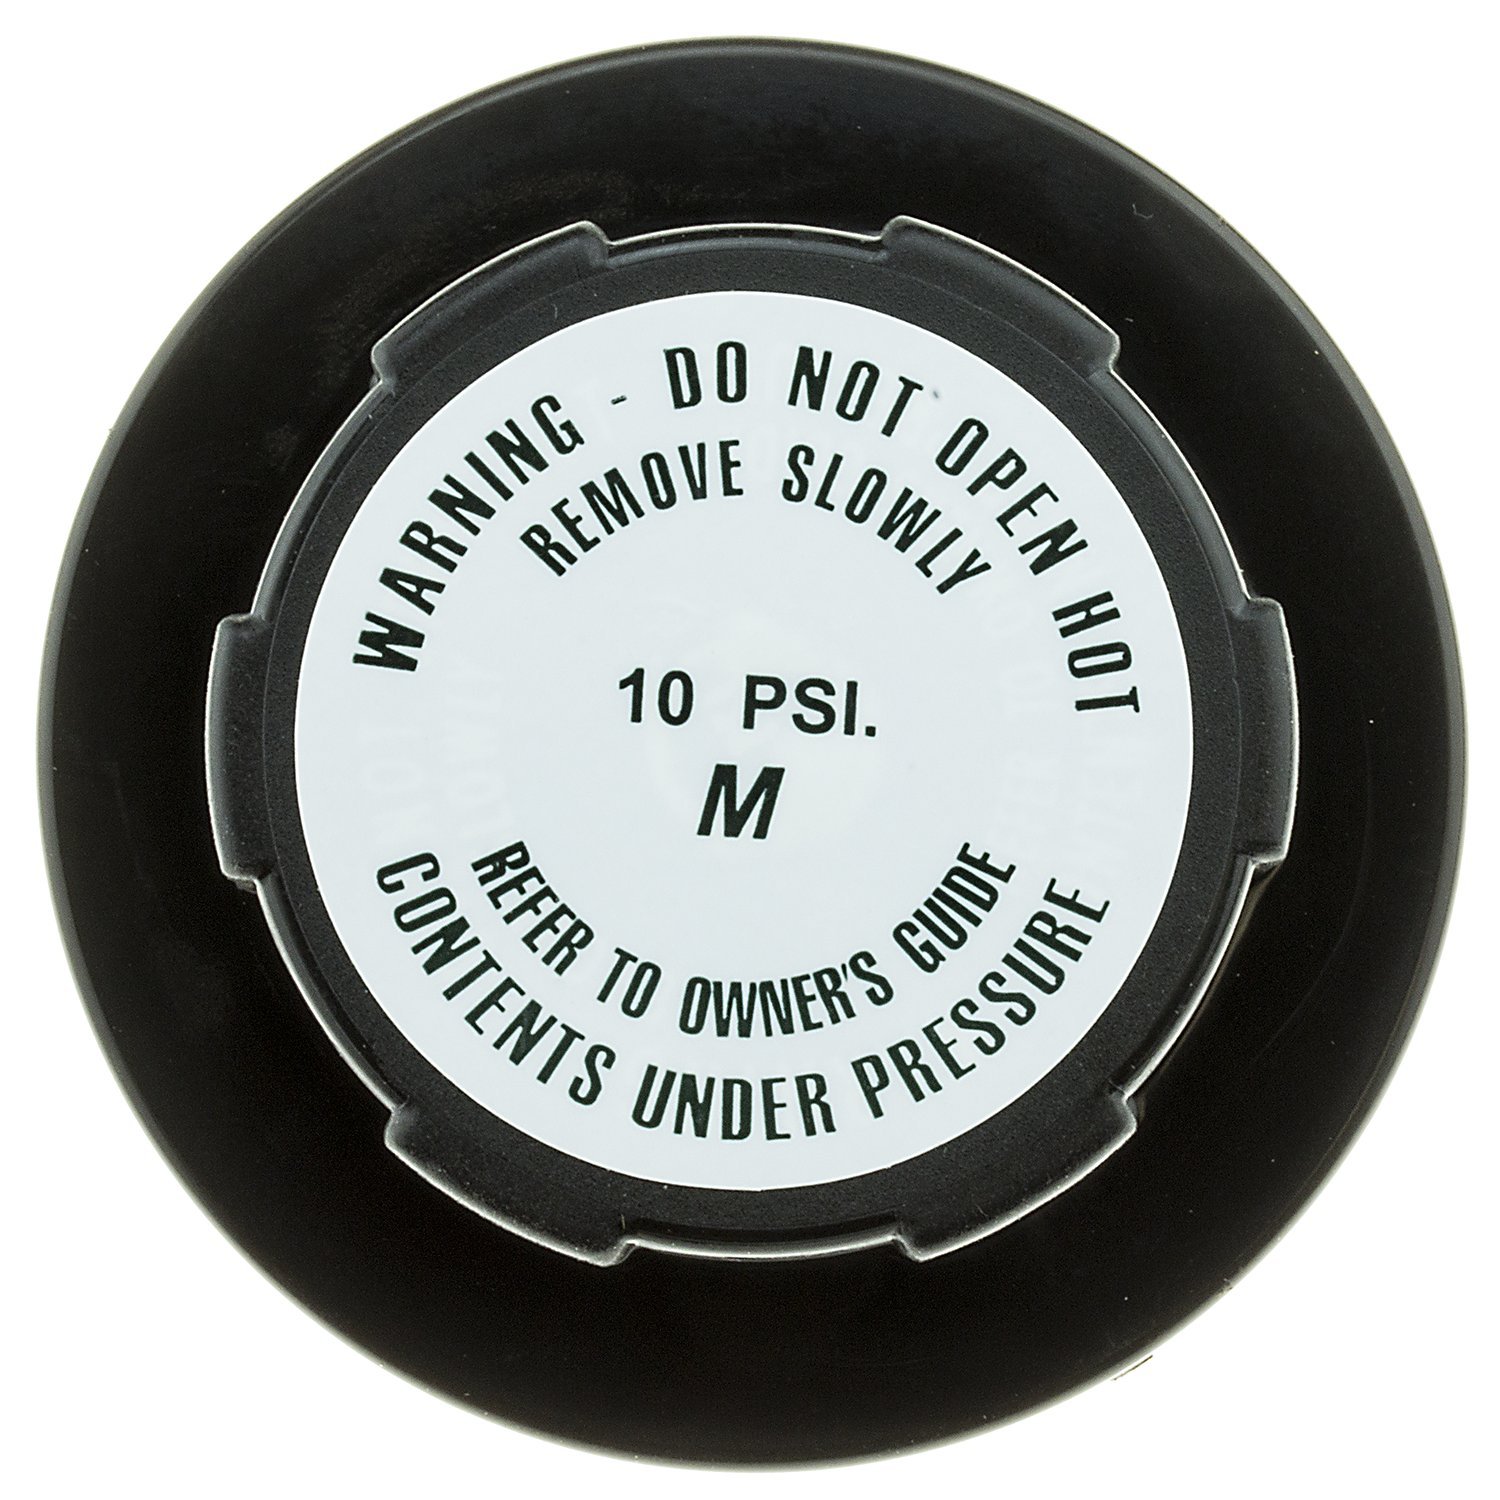 WARNING - DO NOT OPEN HOT
REMOVE SLOWLY
10 PSI.
M
REFER TO OWNER'S GUIDE
CONTENTS UNDER PRESSURE